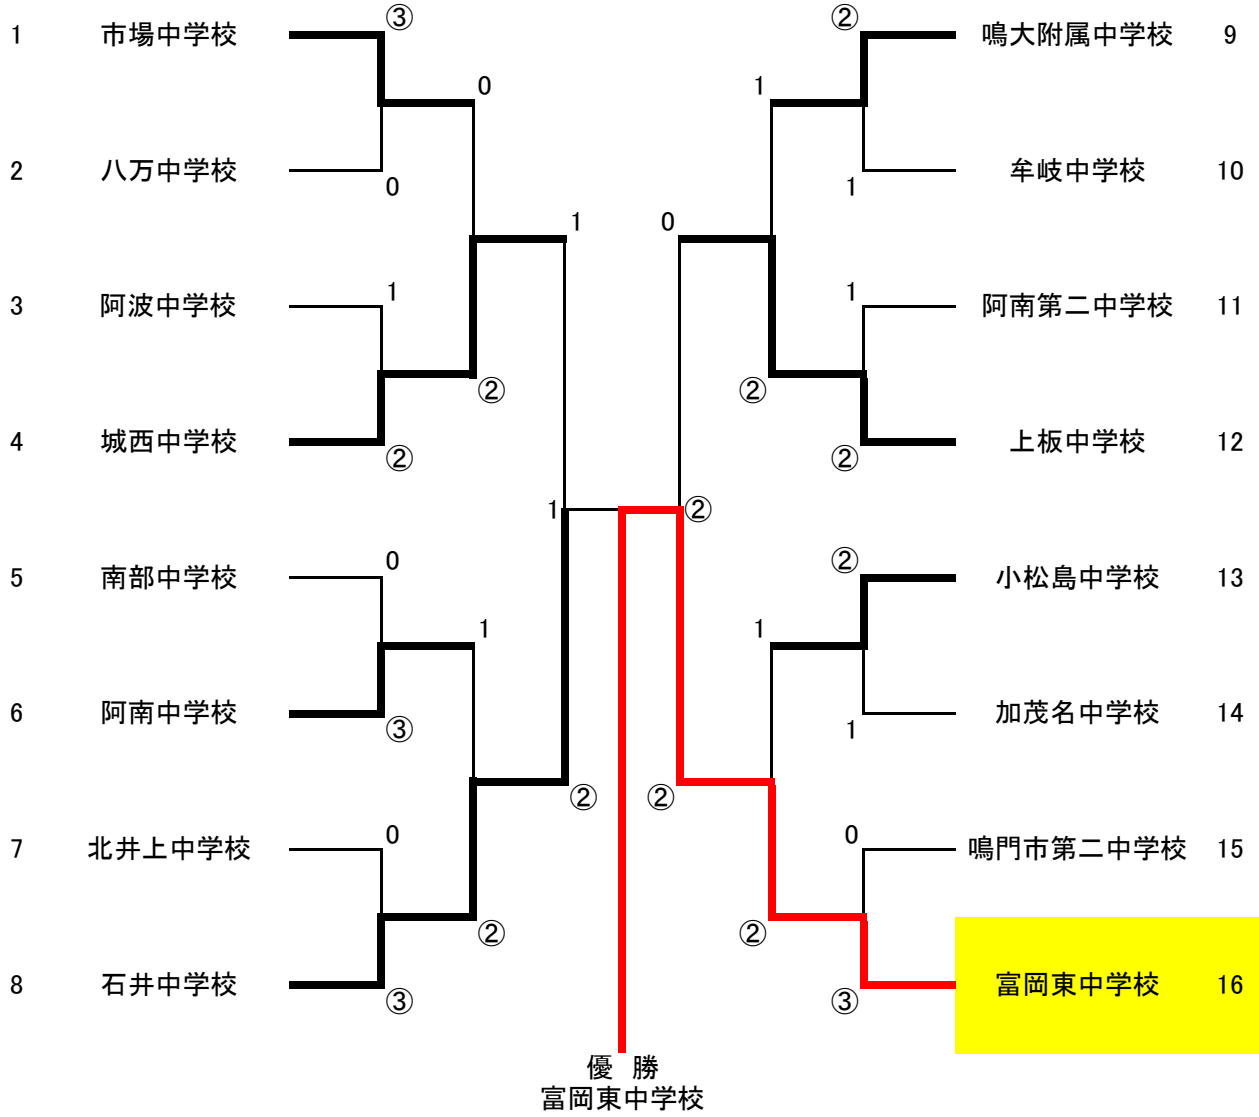 ③
②
1 市場中学校
鳴大附属中学校 9
0
1
2 八万中学校
牟岐中学校 10
0
1
1
0
1
1
3 阿波中学校
阿南第二中学校 11
②
②
4 城西中学校
上板中学校 12
②
②
1
②
0
②
5 南部中学校
小松島中学校 13
1
1
6 阿南中学校
加茂名中学校 14
③
1
②
②
0
0
7 北井上中学校
鳴門市第二中学校 15
②
②
8 石井中学校
富岡東中学校 16
③
③
優 勝
富岡東中学校